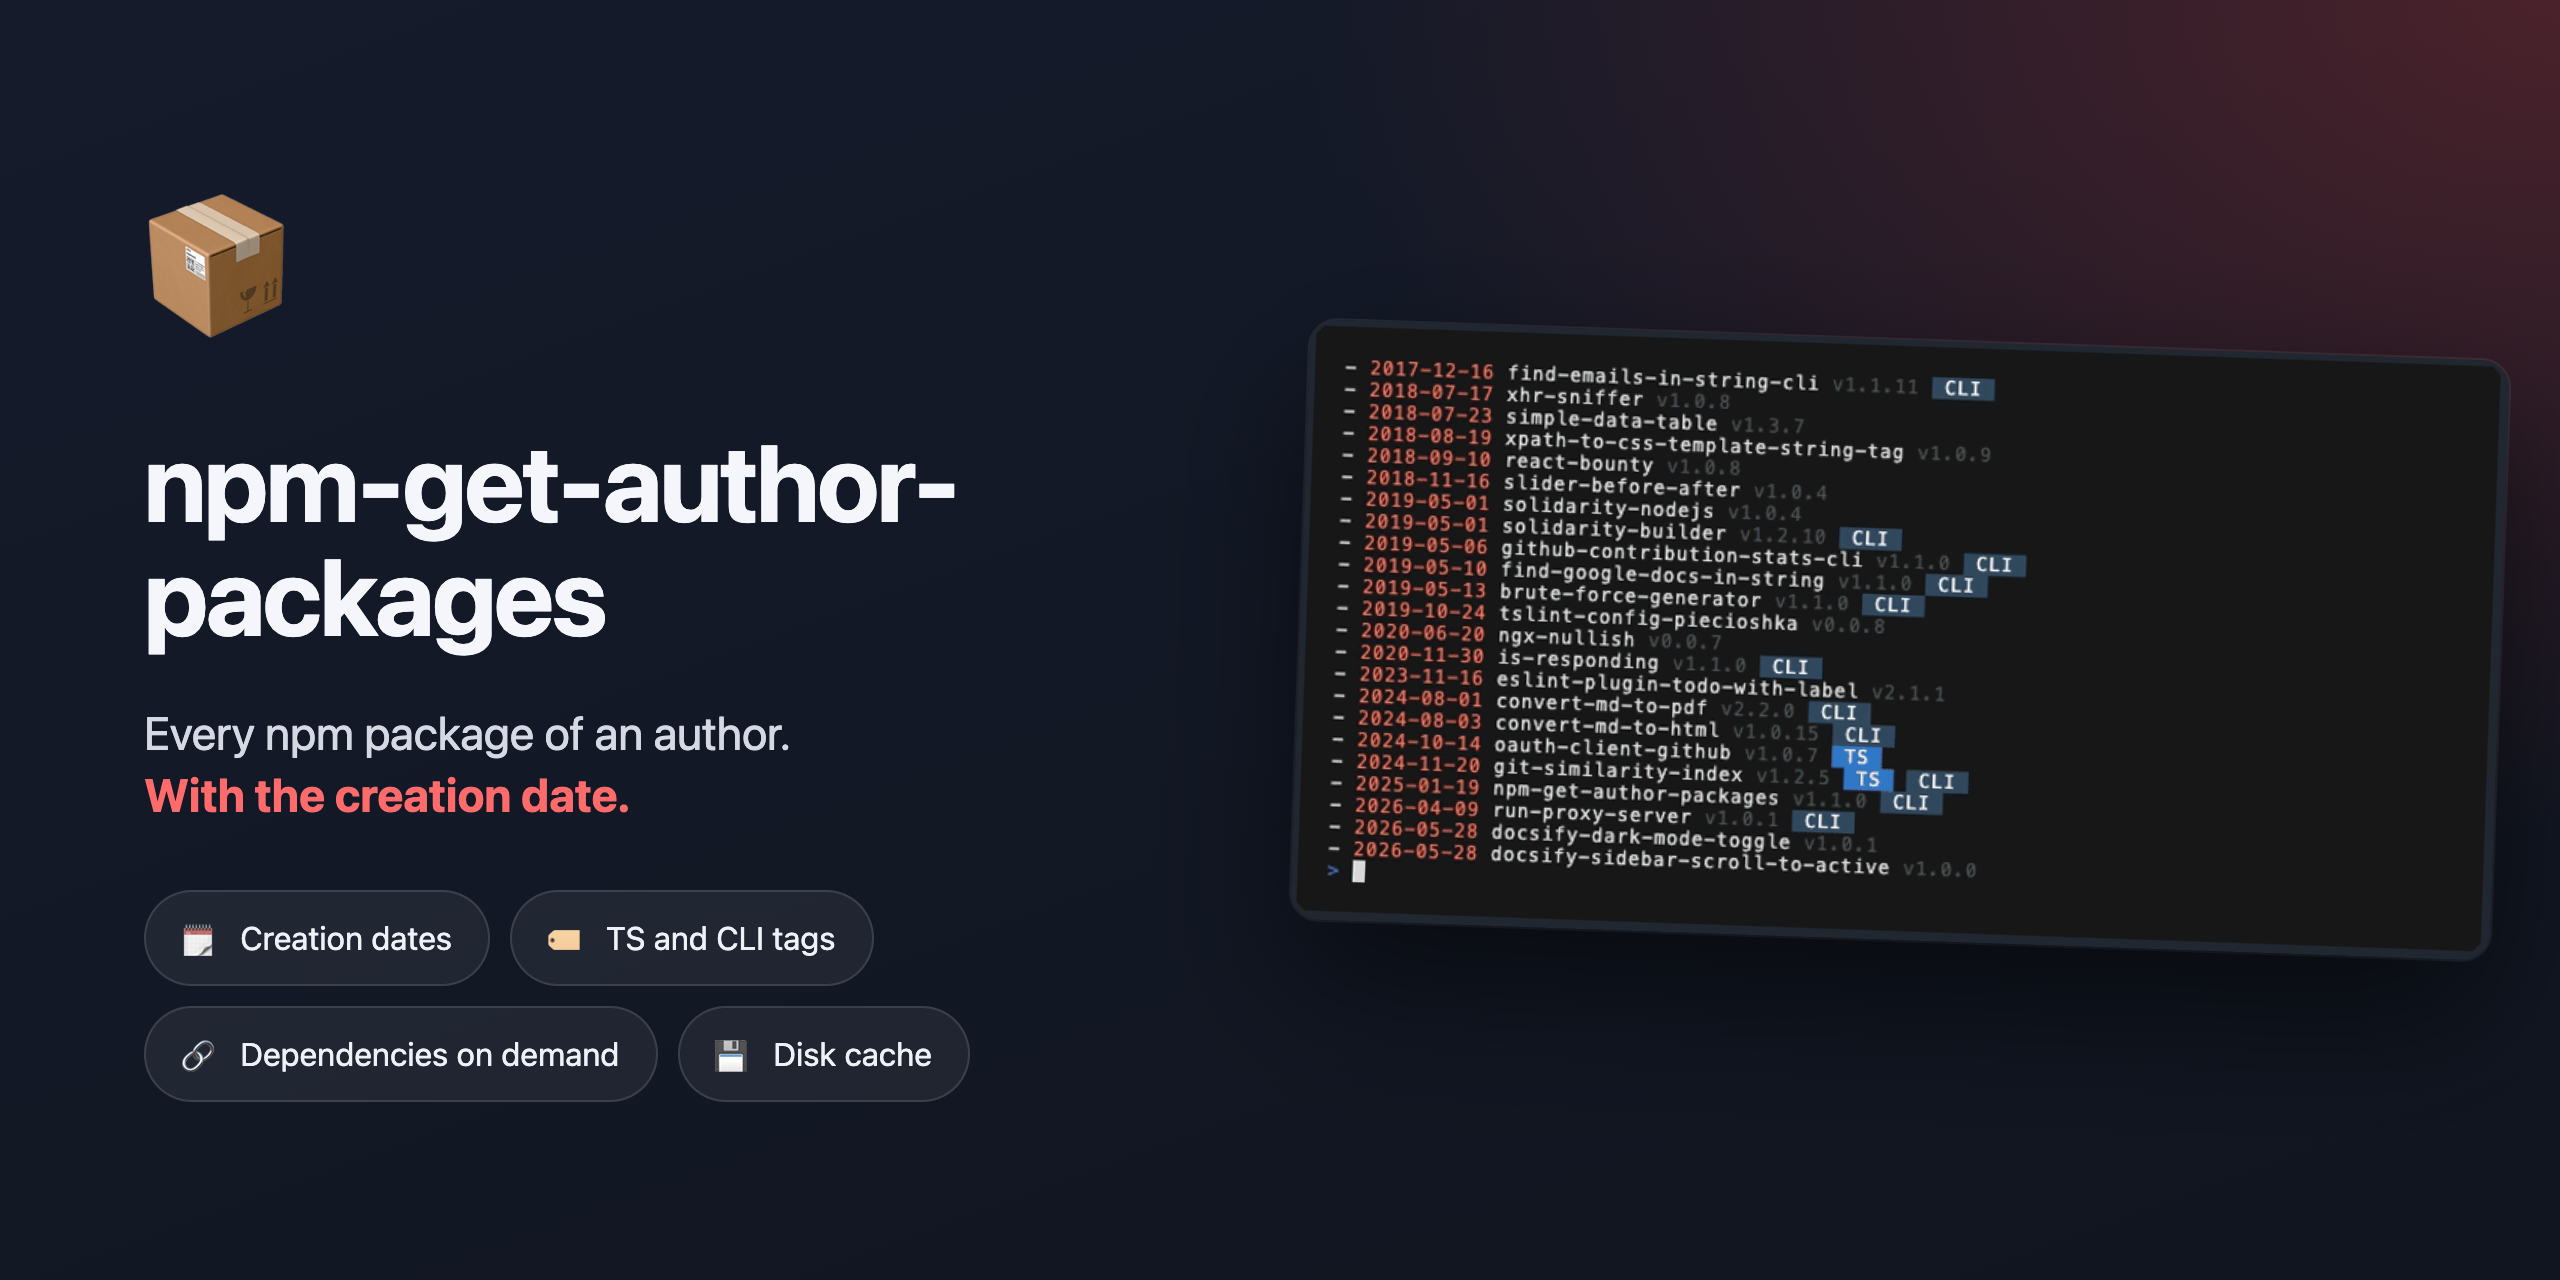 npm-get-author-
packages
Every npm package of an author.
With the creation date.
Creation dates
TS and CLI tags
Dependencies on demand
Disk cache
- 2017-12-16 find-emails-in-string-cli v1.1.11 CLI
- 2018-07-17 xhr-sniffer v1.0.8
- 2018-07-23 simple-data-table v1.3.7
- 2018-08-19 xpath-to-css-template-string-tag v1.0.9
- 2018-09-10 react-bounty v1.0.8
- 2018-11-16 slider-before-after v1.0.4
- 2019-05-01 solidarity-nodejs v1.0.4
- 2019-05-01 solidarity-builder v1.2.10 CLI
- 2019-05-06 github-contribution-stats-cli v1.1.0 CLI
- 2019-05-10 find-google-docs-in-string v1.1.0 CLI
- 2019-05-13 brute-force-generator v1.1.0 CLI
- 2019-10-24 tslint-config-piecioshka v0.0.8
- 2020-06-20 ngx-nullish v0.0.7
- 2020-11-30 is-responding v1.1.0 CLI
- 2023-11-16 eslint-plugin-todo-with-label v2.1.1
- 2024-08-01 convert-md-to-pdf v2.2.0 CLI
- 2024-08-03 convert-md-to-html v1.0.15 CLI
- 2024-10-14 oauth-client-github v1.0.7 TS
- 2024-11-20 git-similarity-index v1.2.5 TS CLI
- 2025-01-19 npm-get-author-packages v1.1.0 CLI
- 2026-04-09 run-proxy-server v1.0.1 CLI
- 2026-05-28 docsify-dark-mode-toggle v1.0.1
- 2026-05-28 docsify-sidebar-scroll-to-active v1.0.0
>